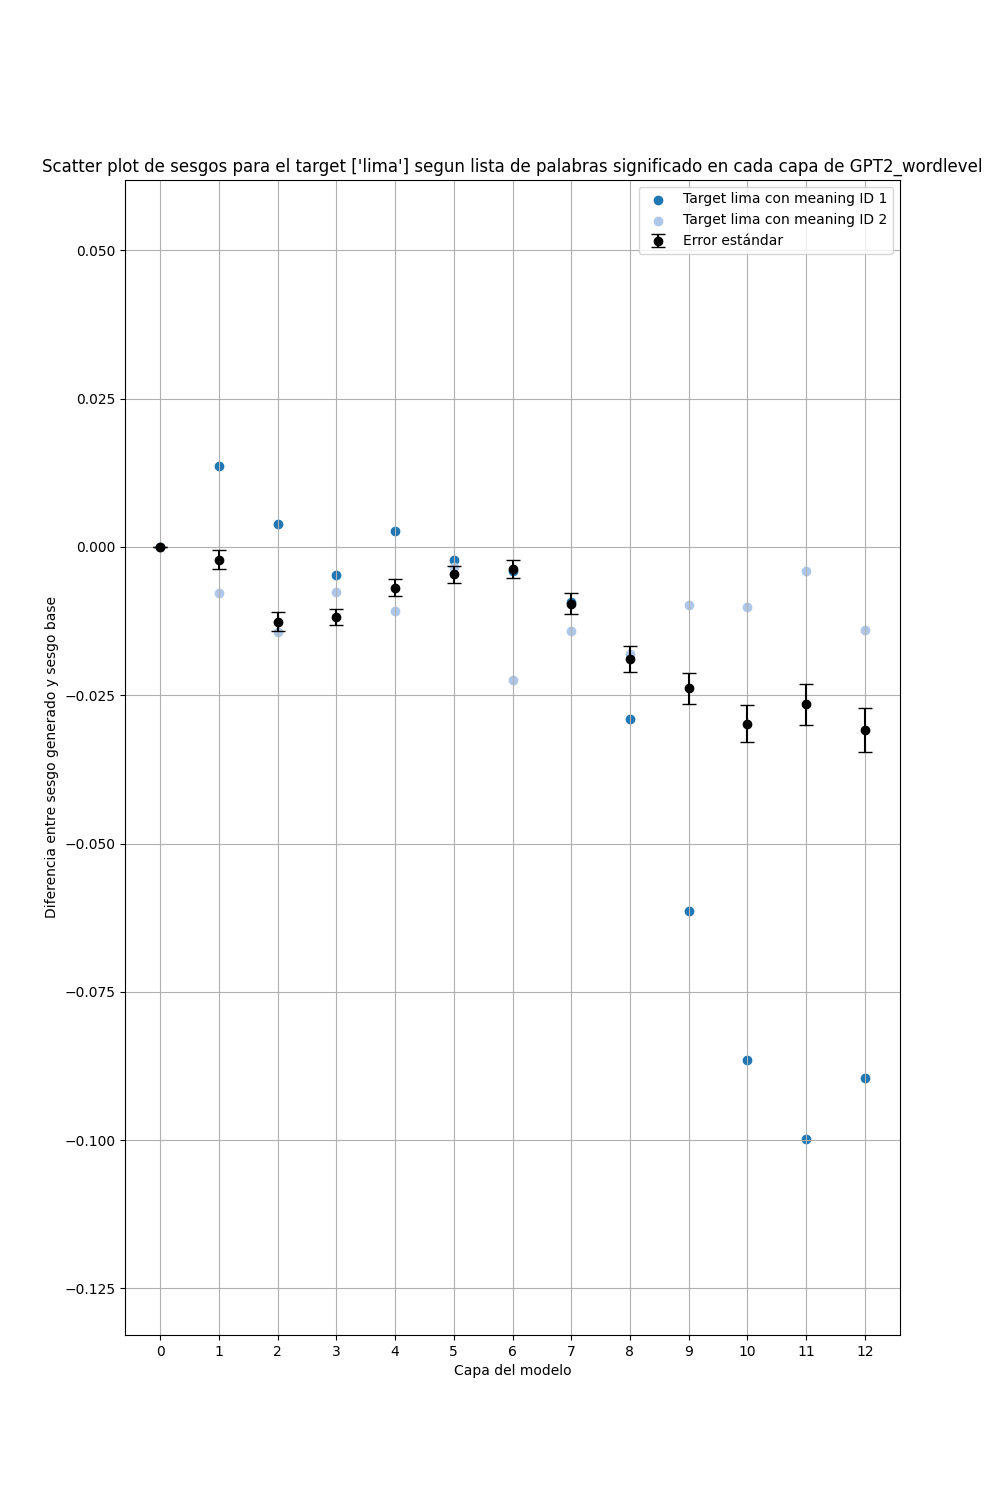 Scatter plot de sesgos para el target ['lima'] segun lista de palabras significado en cada capa de GPT2_wordlevel
Target lima con meaning ID 1
Target lima con meaning ID 2
Error estándar
0.050
0.025
0.000
−0.025
−0.050
−0.075
−0.100
−0.125
Diferencia entre sesgo generado y sesgo base
0 1 2 3 4 5 6 7 8 9 10 11 12
Capa del modelo